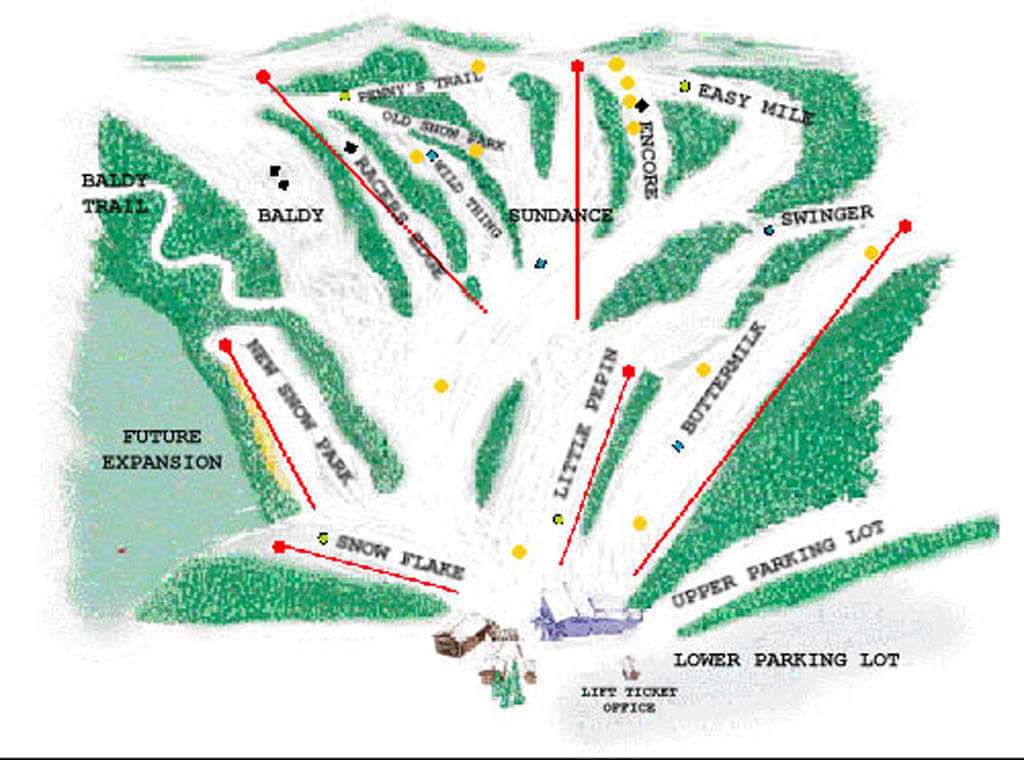 PENNY'S TRAIL
EASY MILE
OLD SNOW PARK
ENCORE
RACERS EDGE
WILD THING
BALDY
TRAIL
BALDY
SUNDANCE
SWINGER
NEW SNOW PARK
LITTLE PEPIN
BUTTERMILK
FUTURE
EXPANSION
SNOW FLAKE
UPPER PARKING LOT
LOWER PARKING LOT
LIFT TICKET
OFFICE